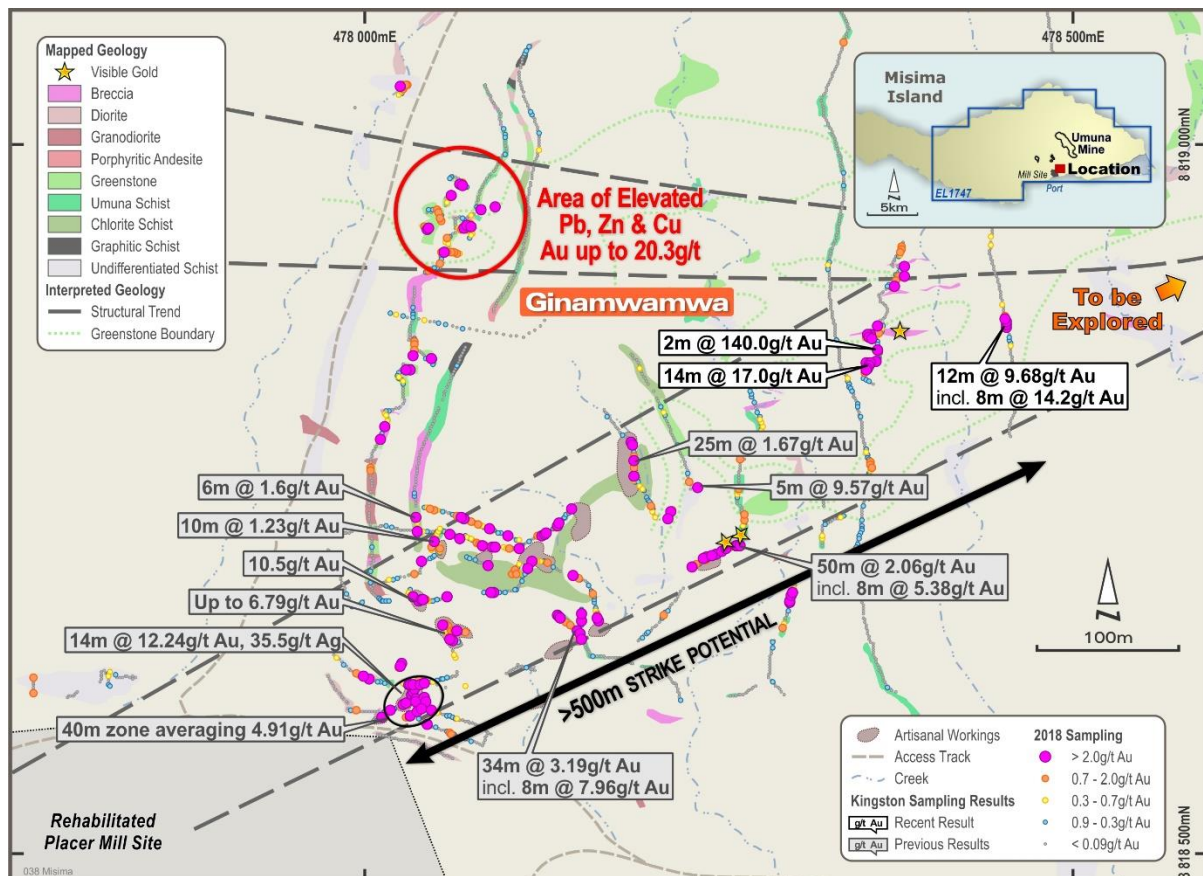 478 000mE
478 500mE
8 819 000mN
8 818 500mN
Mapped Geology
Visible Gold
Breccia
Diorite
Granodiorite
Porphyritic Andesite
Greenstone
Umuna Schist
Chlorite Schist
Graphitic Schist
Undifferentiated Schist
Interpreted Geology
Structural Trend
Greenstone Boundary
Misima
Island
Umuna
Mine
Mill Site
Location
Port
EL1747
N
5km
Area of Elevated
Pb, Zn & Cu
Au up to 20.3g/t
Ginamwamwa
To be
Explored
2m @ 140.0g/t Au
14m @ 17.0g/t Au
12m @ 9.68g/t Au
incl. 8m @ 14.2g/t Au
25m @ 1.67g/t Au
5m @ 9.57g/t Au
6m @ 1.6g/t Au
10m @ 1.23g/t Au
10.5g/t Au
Up to 6.79g/t Au
14m @ 12.24g/t Au, 35.5g/t Ag
40m zone averaging 4.91g/t Au
50m @ 2.06g/t Au
incl. 8m @ 5.38g/t Au
>500m STRIKE POTENTIAL
34m @ 3.19g/t Au
incl. 8m @ 7.96g/t Au
N
100m
Rehabilitated
Placer Mill Site
Artisanal Workings
Access Track
Creek
Kingston Sampling Results
g/t Au Recent Result
g/t Au Previous Results
2018 Sampling
> 2.0g/t Au
0.7 - 2.0g/t Au
0.3 - 0.7g/t Au
0.9 - 0.3g/t Au
< 0.09g/t Au
038 Misima